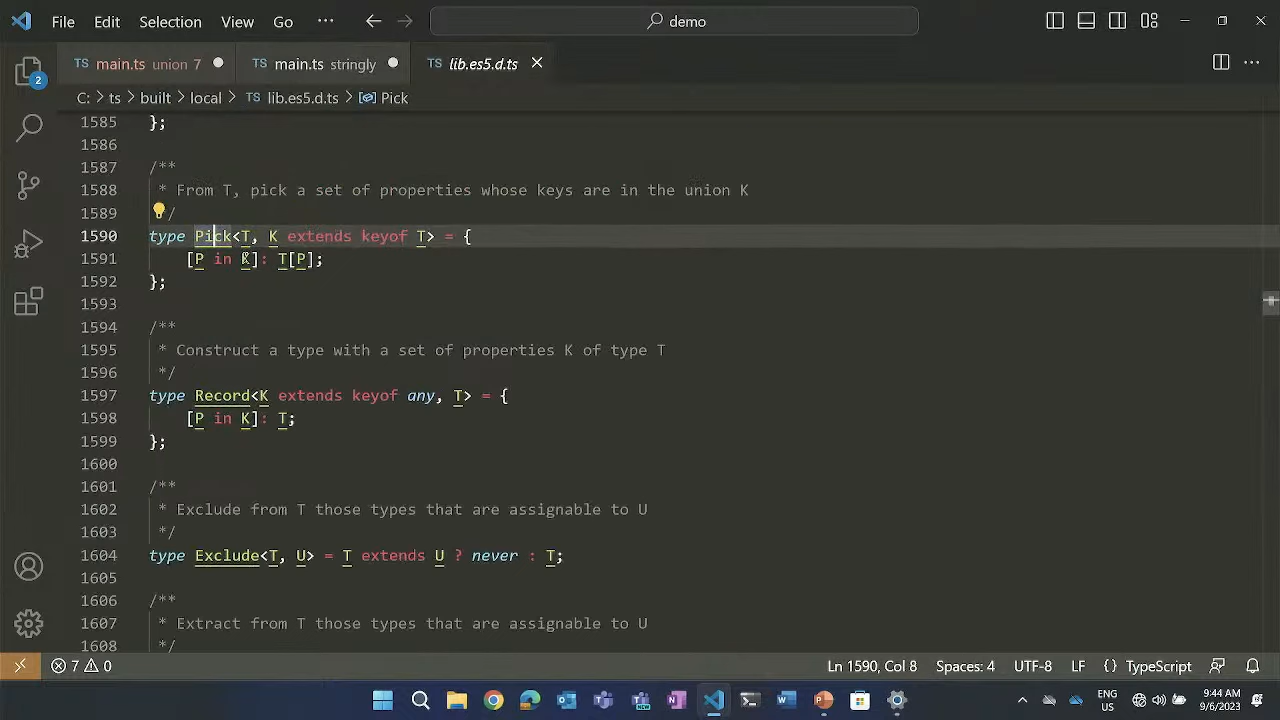 File Edit Selection View Go ··· demo
TS main.ts union 7 TS main.ts stringly TS lib.es5.d.ts
C: > ts > built > local > TS lib.es5.d.ts > Pick
1585 };
1586
1587 /**
1588 * From T, pick a set of properties whose keys are in the union K
1589 /
1590 type Pick<T, K extends keyof T> = {
1591 [P in K]: T[P];
1592 };
1593
1594 /**
1595 * Construct a type with a set of properties K of type T
1596 */
1597 type Record<K extends keyof any, T> = {
1598 [P in K]: T;
1599 };
1600
1601 /**
1602 * Exclude from T those types that are assignable to U
1603 */
1604 type Exclude<T, U> = T extends U ? never : T;
1605
1606 /**
1607 * Extract from T those types that are assignable to U
1608 */
2
7 0 Ln 1590, Col 8 Spaces: 4 UTF-8 LF {} TypeScript
ENG 9:44 AM
US 9/6/2023